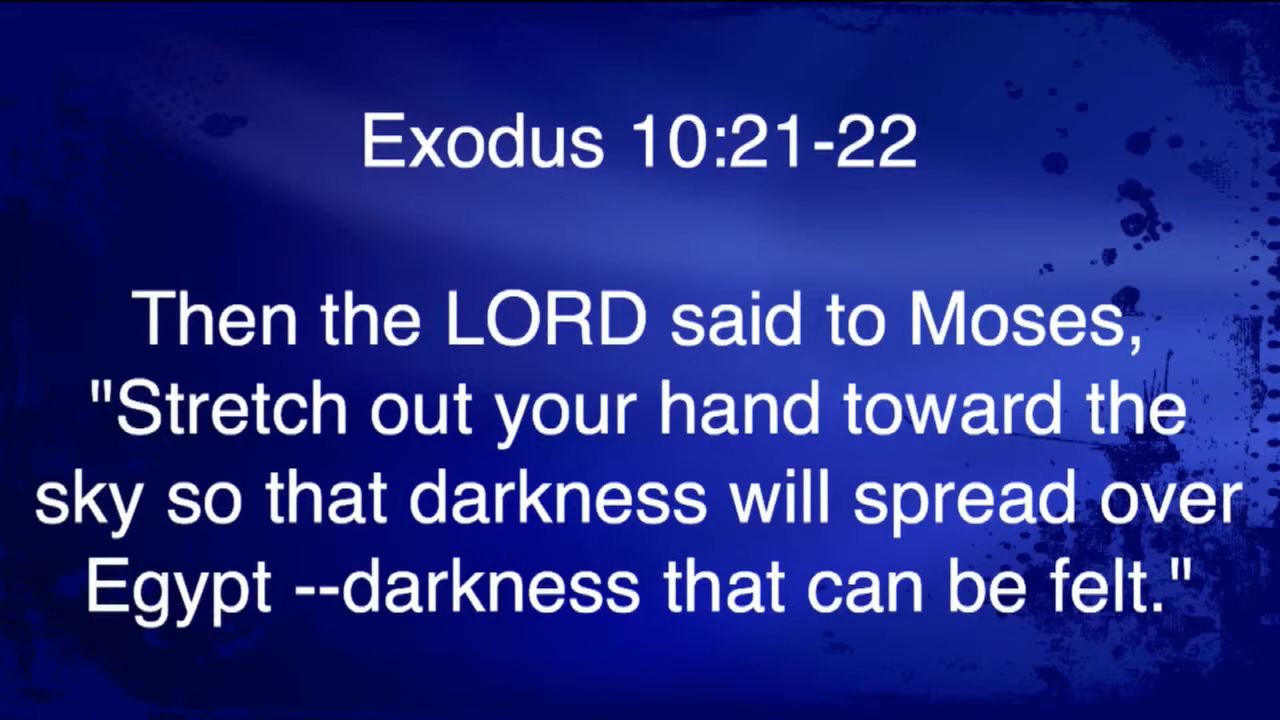 Exodus 10:21-22
Then the LORD said to Moses,
"Stretch out your hand toward the
sky so that darkness will spread over
Egypt --darkness that can be felt."